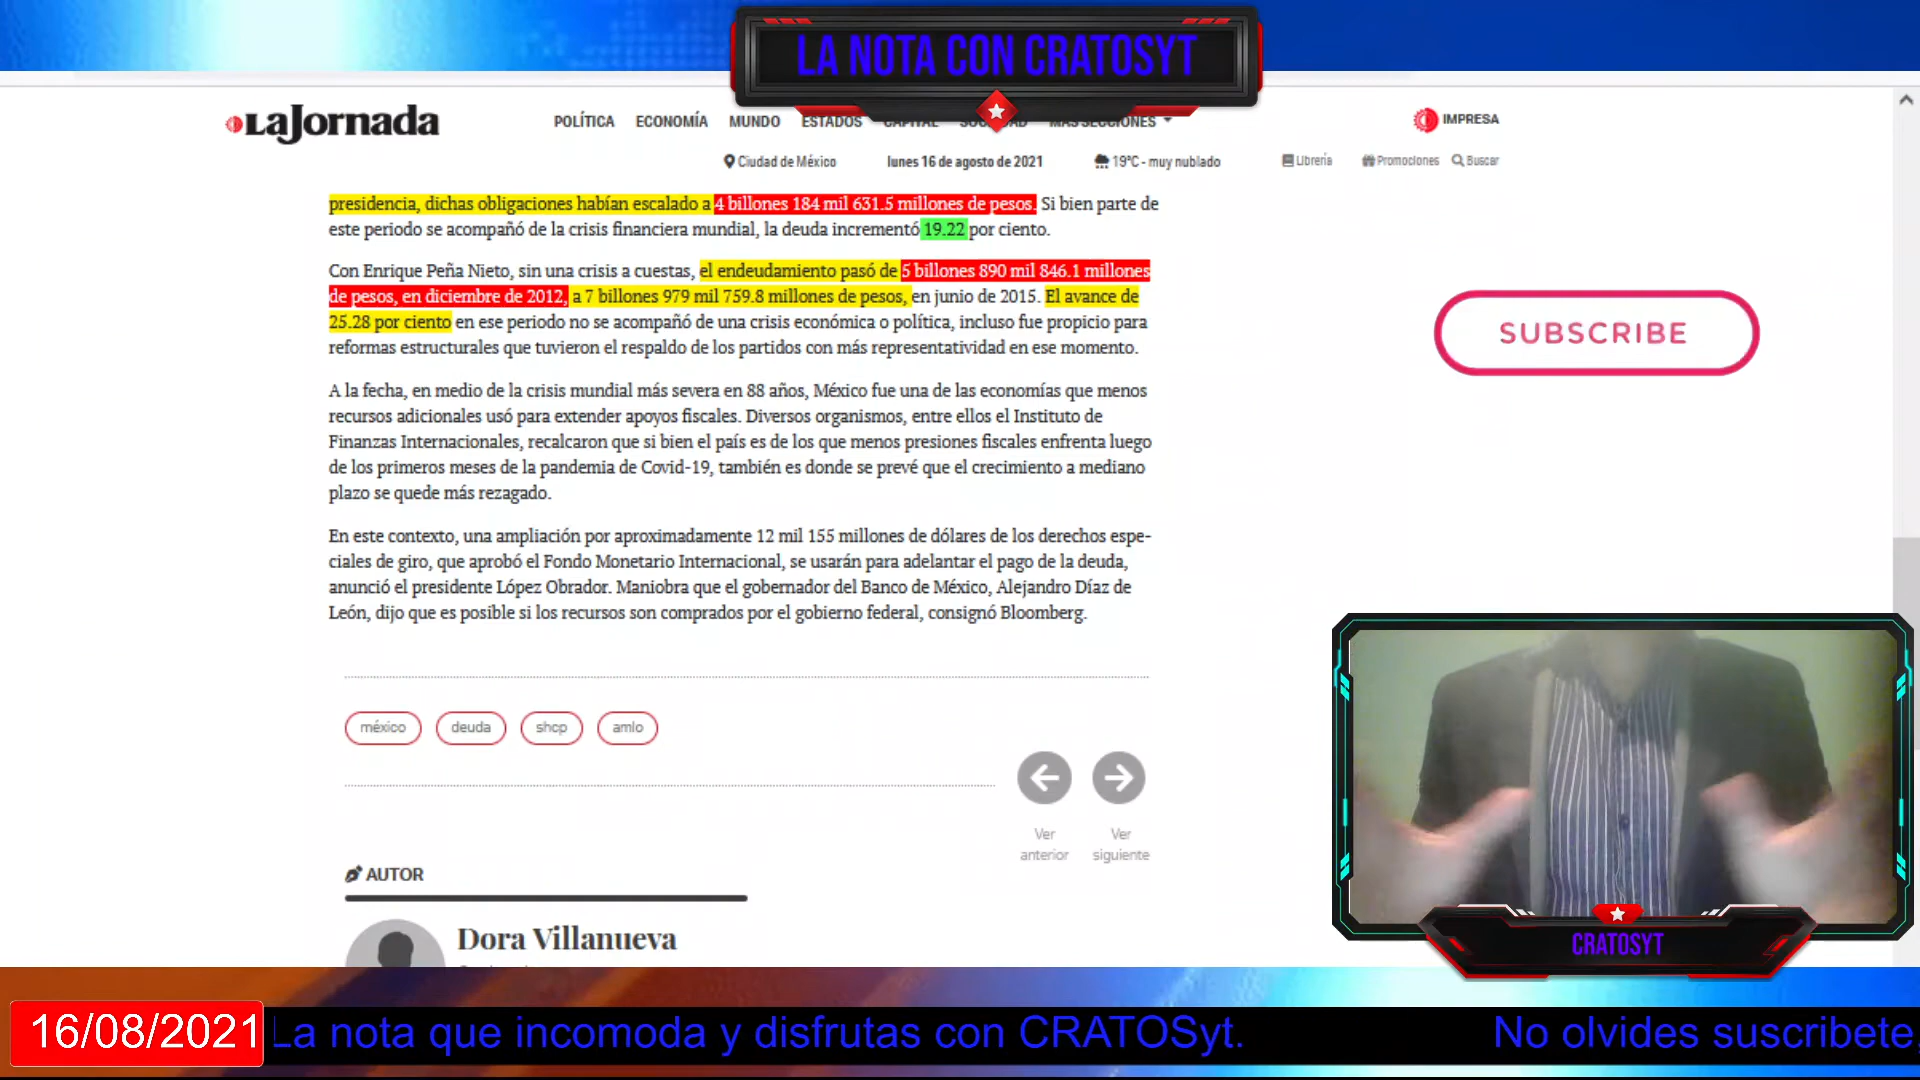 LA NOTA CON CRATOSYT
LaJornada
POLÍTICA ECONOMÍA MUNDO ESTADOS CAPITAL SOCIEDAD MÁS SECCIONES
IMPRESA
Ciudad de México lunes 16 de agosto de 2021 19°C - muy nublado Librería Promociones Buscar
presidencia, dichas obligaciones habían escalado a 4 billones 184 mil 631.5 millones de pesos. Si bien parte de
este periodo se acompañó de la crisis financiera mundial, la deuda incrementó 19.22 por ciento.
Con Enrique Peña Nieto, sin una crisis a cuestas, el endeudamiento pasó de 5 billones 890 mil 846.1 millones
de pesos, en diciembre de 2012, a 7 billones 979 mil 759.8 millones de pesos, en junio de 2015. El avance de
25.28 por ciento en ese periodo no se acompañó de una crisis económica o política, incluso fue propicio para
reformas estructurales que tuvieron el respaldo de los partidos con más representatividad en ese momento.
A la fecha, en medio de la crisis mundial más severa en 88 años, México fue una de las economías que menos
recursos adicionales usó para extender apoyos fiscales. Diversos organismos, entre ellos el Instituto de
Finanzas Internacionales, recalcaron que si bien el país es de los que menos presiones fiscales enfrenta luego
de los primeros meses de la pandemia de Covid-19, también es donde se prevé que el crecimiento a mediano
plazo se quede más rezagado.
En este contexto, una ampliación por aproximadamente 12 mil 155 millones de dólares de los derechos espe-
ciales de giro, que aprobó el Fondo Monetario Internacional, se usarán para adelantar el pago de la deuda,
anunció el presidente López Obrador. Maniobra que el gobernador del Banco de México, Alejandro Díaz de
León, dijo que es posible si los recursos son comprados por el gobierno federal, consignó Bloomberg.
SUBSCRIBE
méxico deuda shcp amlo
Ver anterior
Ver siguiente
AUTOR
Dora Villanueva
CRATOSYT
16/08/2021 La nota que incomoda y disfrutas con CRATOSyt. No olvides suscribete,